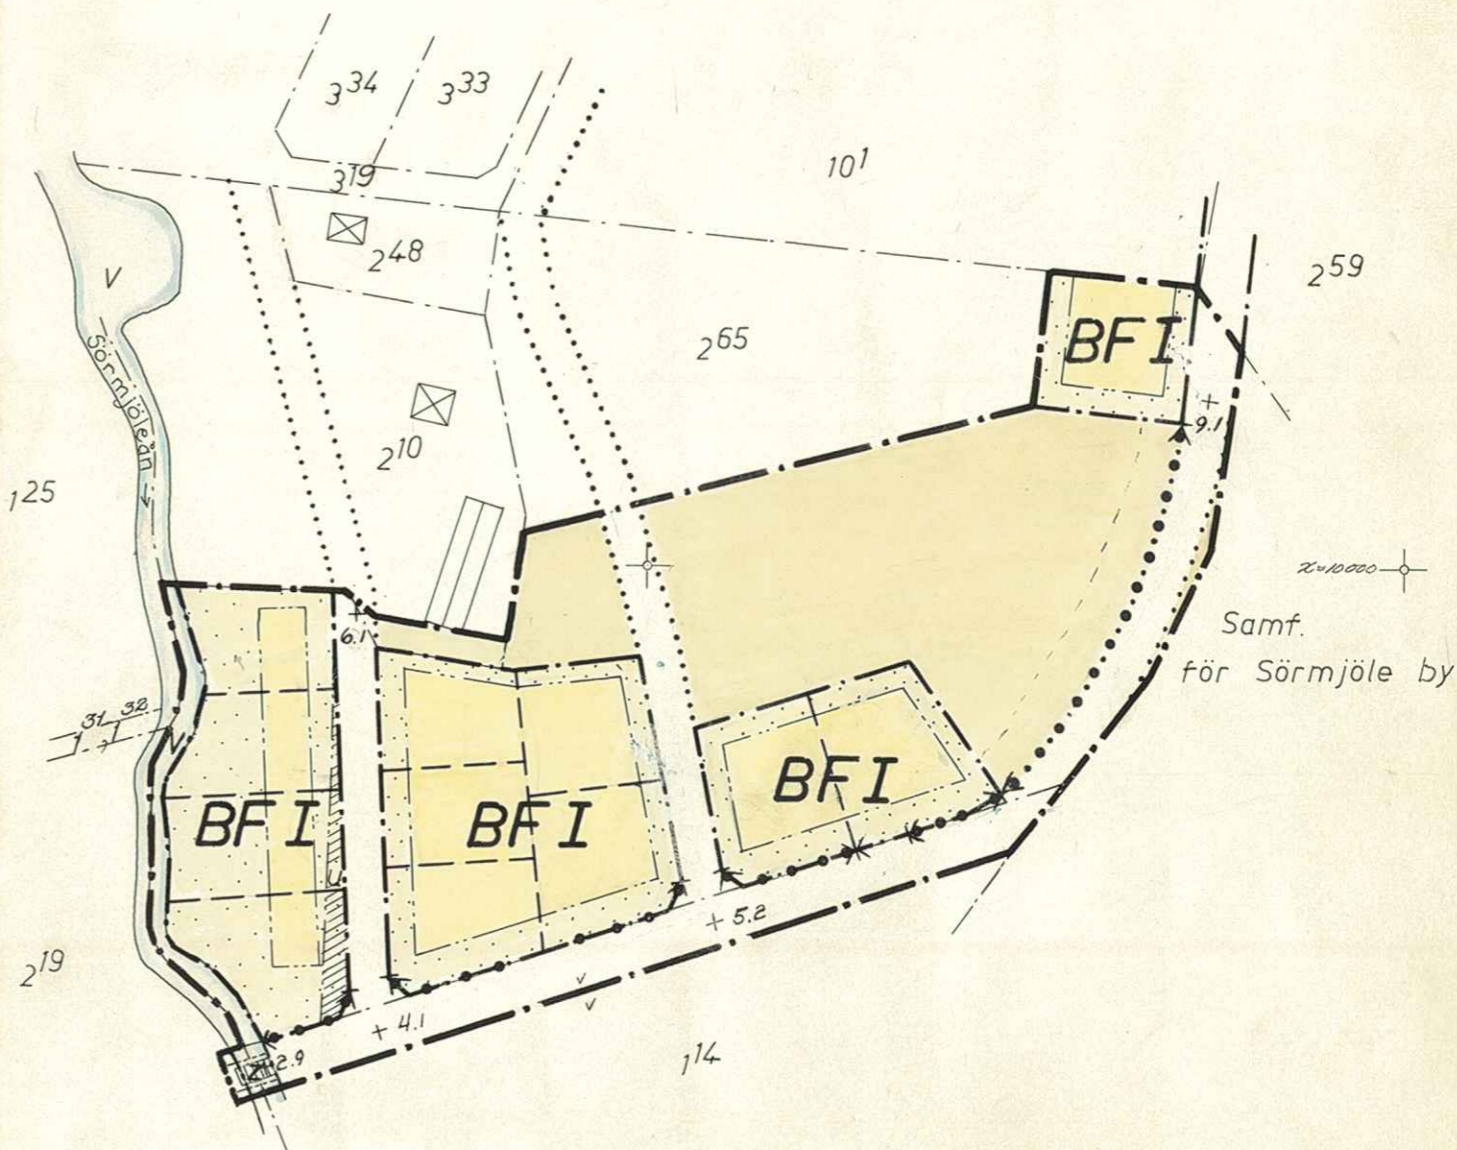 3³⁴
3³³
3¹⁹
10¹
2⁴⁸
2⁵⁹
V
2⁶⁵
BFI
Sörmjöleån
9.1
2¹⁰
1²⁵
x=10000
6.1
Samf.
för Sörmjöle by
31 32
V
BFI
BFI
BFI
u
5.2
2¹⁹
v
v
4.1
2.9
1¹⁴